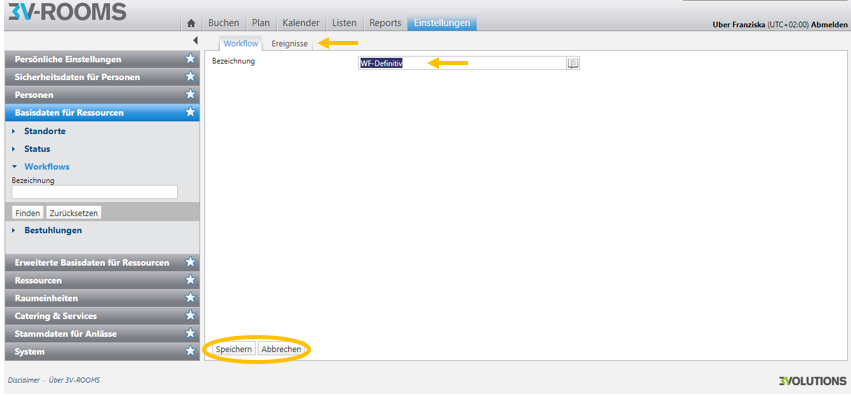 3V-ROOMS
Buchen Plan Kalender Listen Reports Einstellungen
Uber Franziska (UTC+02:00) Abmelden
Workflow Ereignisse
Persönliche Einstellungen
Sicherheitsdaten für Personen
Personen
Basisdaten für Ressourcen
Standorte
Status
Workflows
Bezeichnung
Finden Zurücksetzen
Bestuhlungen
Erweiterte Basisdaten für Ressourcen
Ressourcen
Raumeinheiten
Catering & Services
Stammdaten für Anlässe
System
Bezeichnung WF-Definitiv
Speichern Abbrechen
Disclaimer - Über 3V-ROOMS
3VOLUTIONS